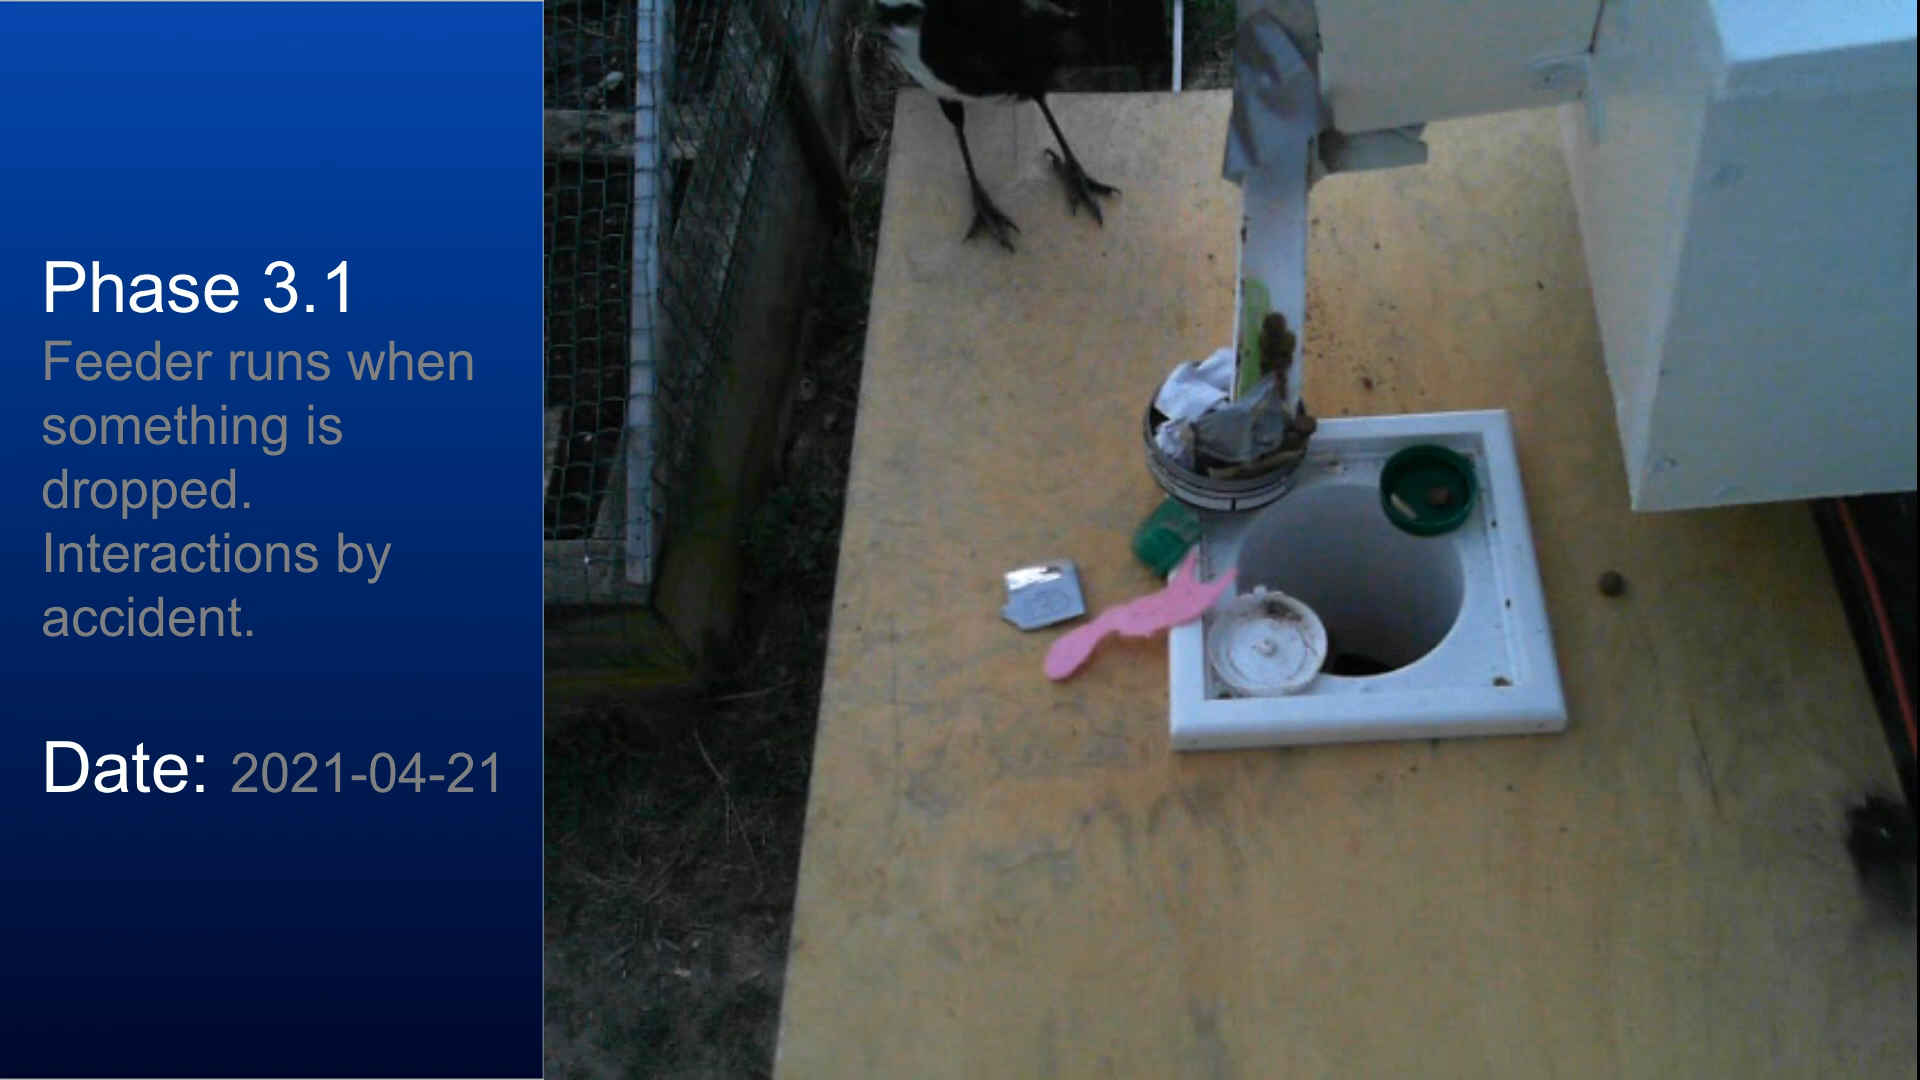 Phase 3.1
Feeder runs when
something is
dropped.
Interactions by
accident.
Date: 2021-04-21